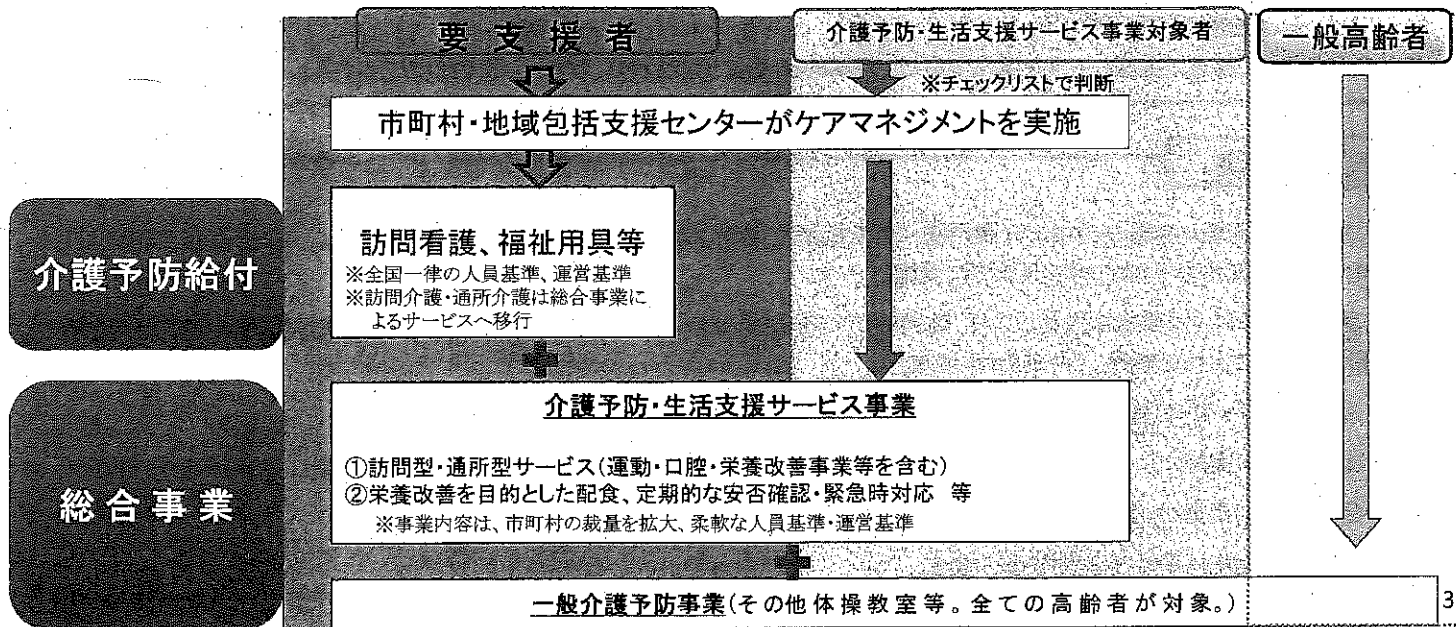 要支援者
介護予防・生活支援サービス事業対象者
一般高齢者
※チェックリストで判断
市町村・地域包括支援センターがケアマネジメントを実施
介護予防給付
訪問看護、福祉用具等
※全国一律の人員基準、運営基準
※訪問介護・通所介護は総合事業に
よるサービスへ移行
総合事業
介護予防・生活支援サービス事業
①訪問型・通所型サービス(運動・口腔・栄養改善事業等を含む)
②栄養改善を目的とした配食、定期的な安否確認・緊急時対応 等
※事業内容は、市町村の裁量を拡大、柔軟な人員基準・運営基準
一般介護予防事業(その他体操教室等。全ての高齢者が対象。)
3